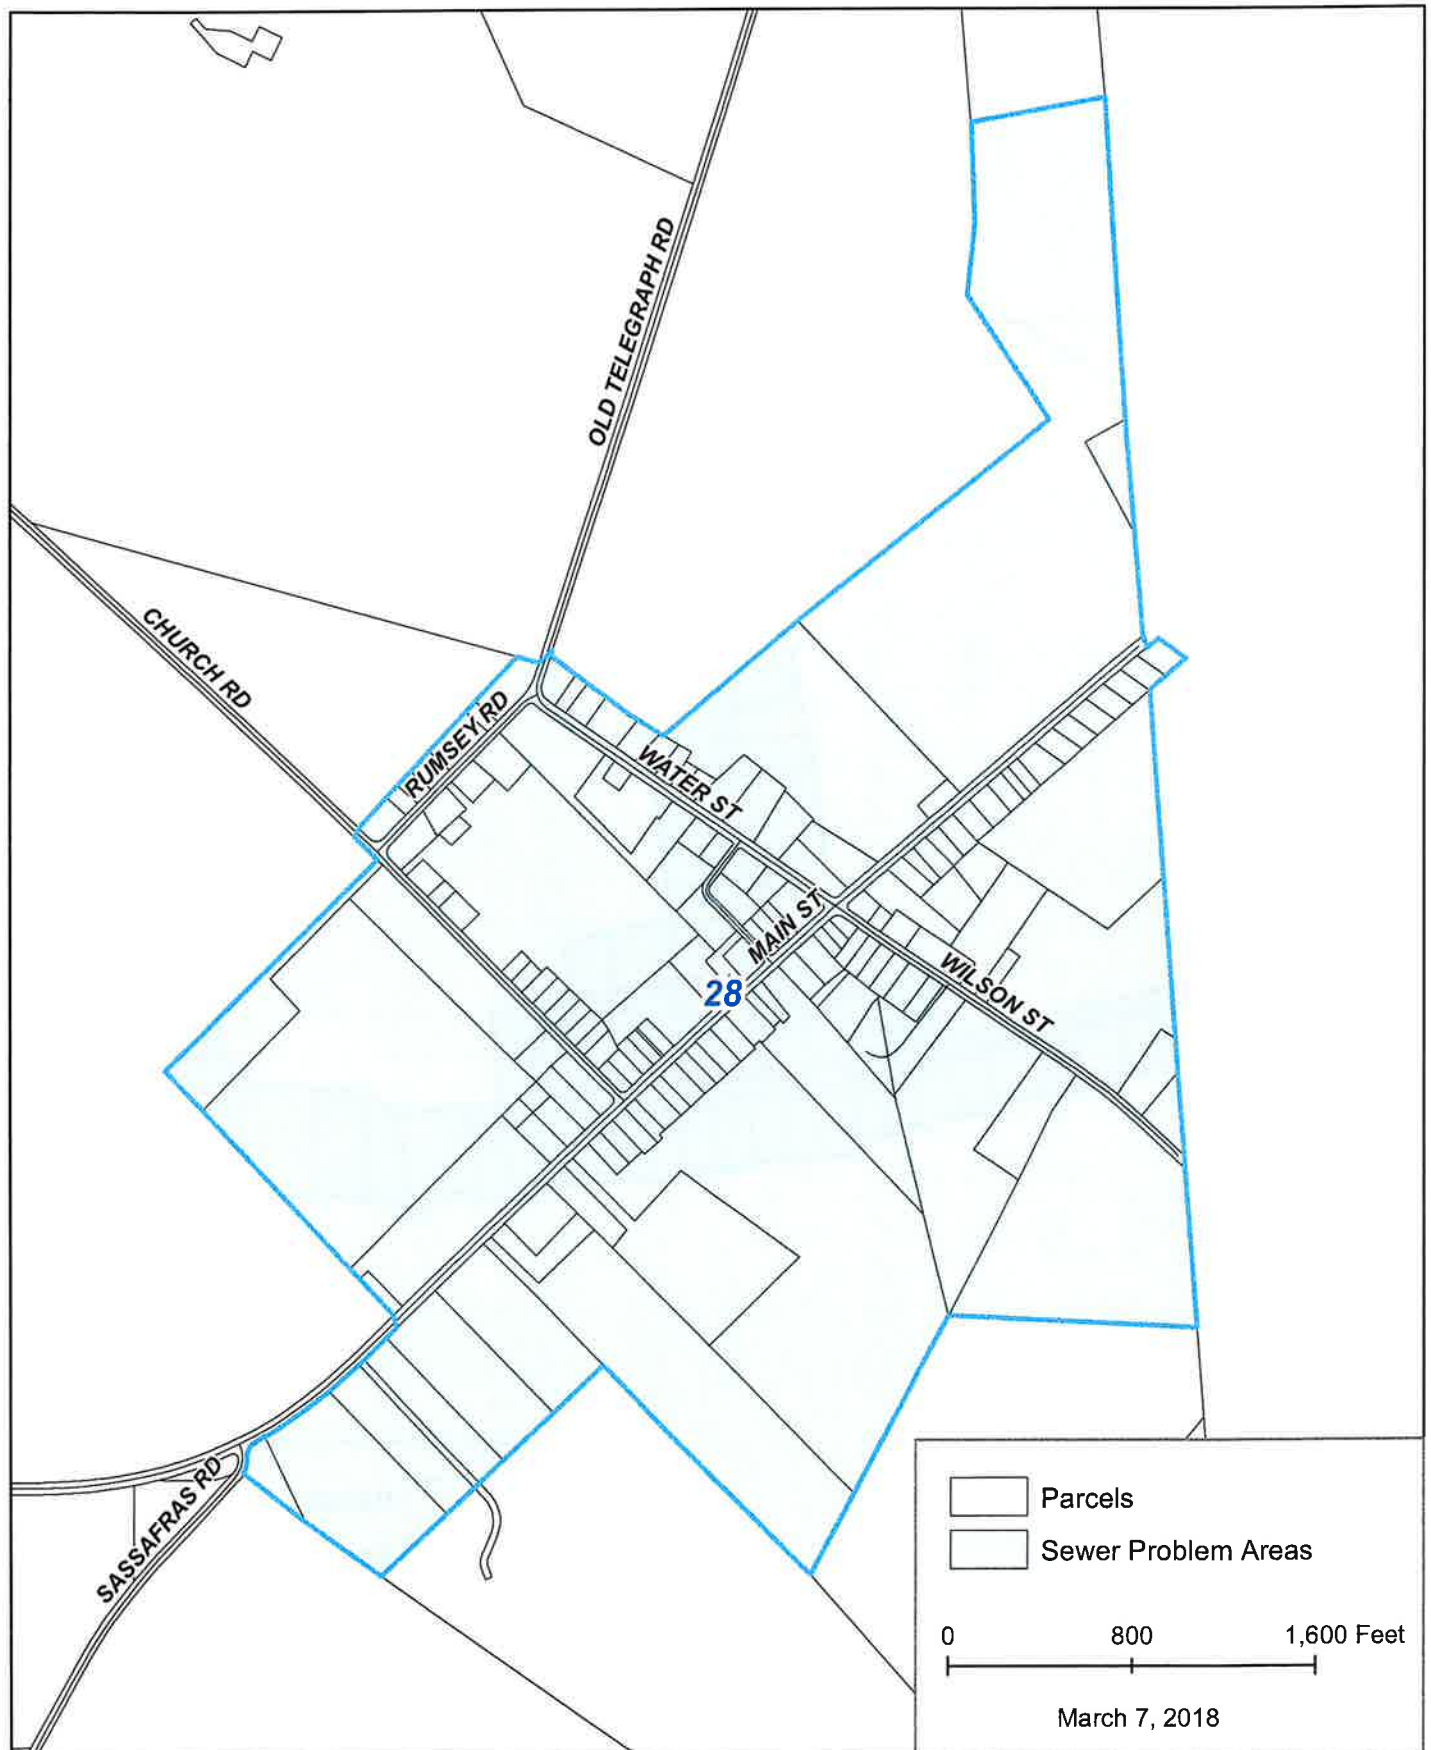 OLD TELEGRAPH RD
CHURCH RD
RUMSEY RD
WATER ST
MAIN ST
28
WILSON ST
SASSAFRAS RD
Parcels
Sewer Problem Areas
0 800 1,600 Feet
March 7, 2018